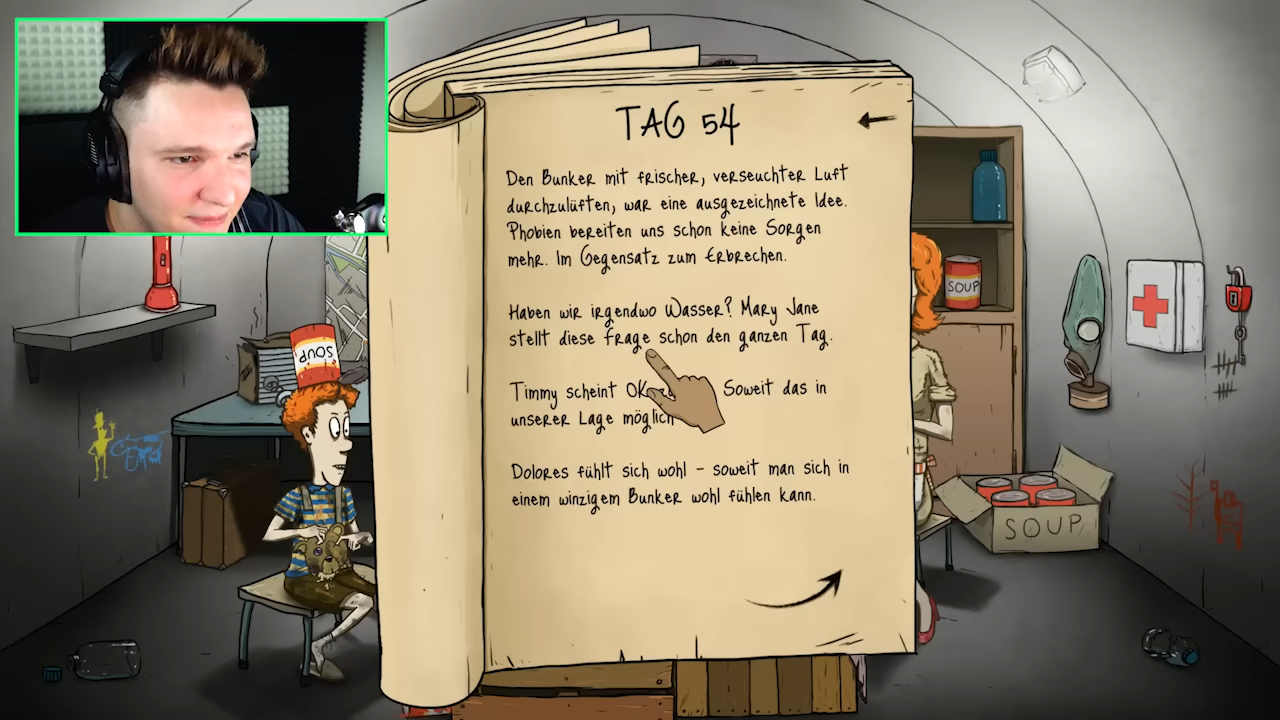 TAG 54
Den Bunker mit frischer, verseuchter Luft
durchzulüften, war eine ausgezeichnete Idee.
Phobien bereiten uns schon keine Sorgen
mehr. Im Gegensatz zum Erbrechen.
Haben wir irgendwo Wasser? Mary Jane
stellt diese Frage schon den ganzen Tag.
Timmy scheint Soweit das in
unserer Lage möglich
Dolores fühlt sich wohl – soweit man sich in
einem winzigem Bunker wohl fühlen kann.
SOUP
SOUP
SOUP